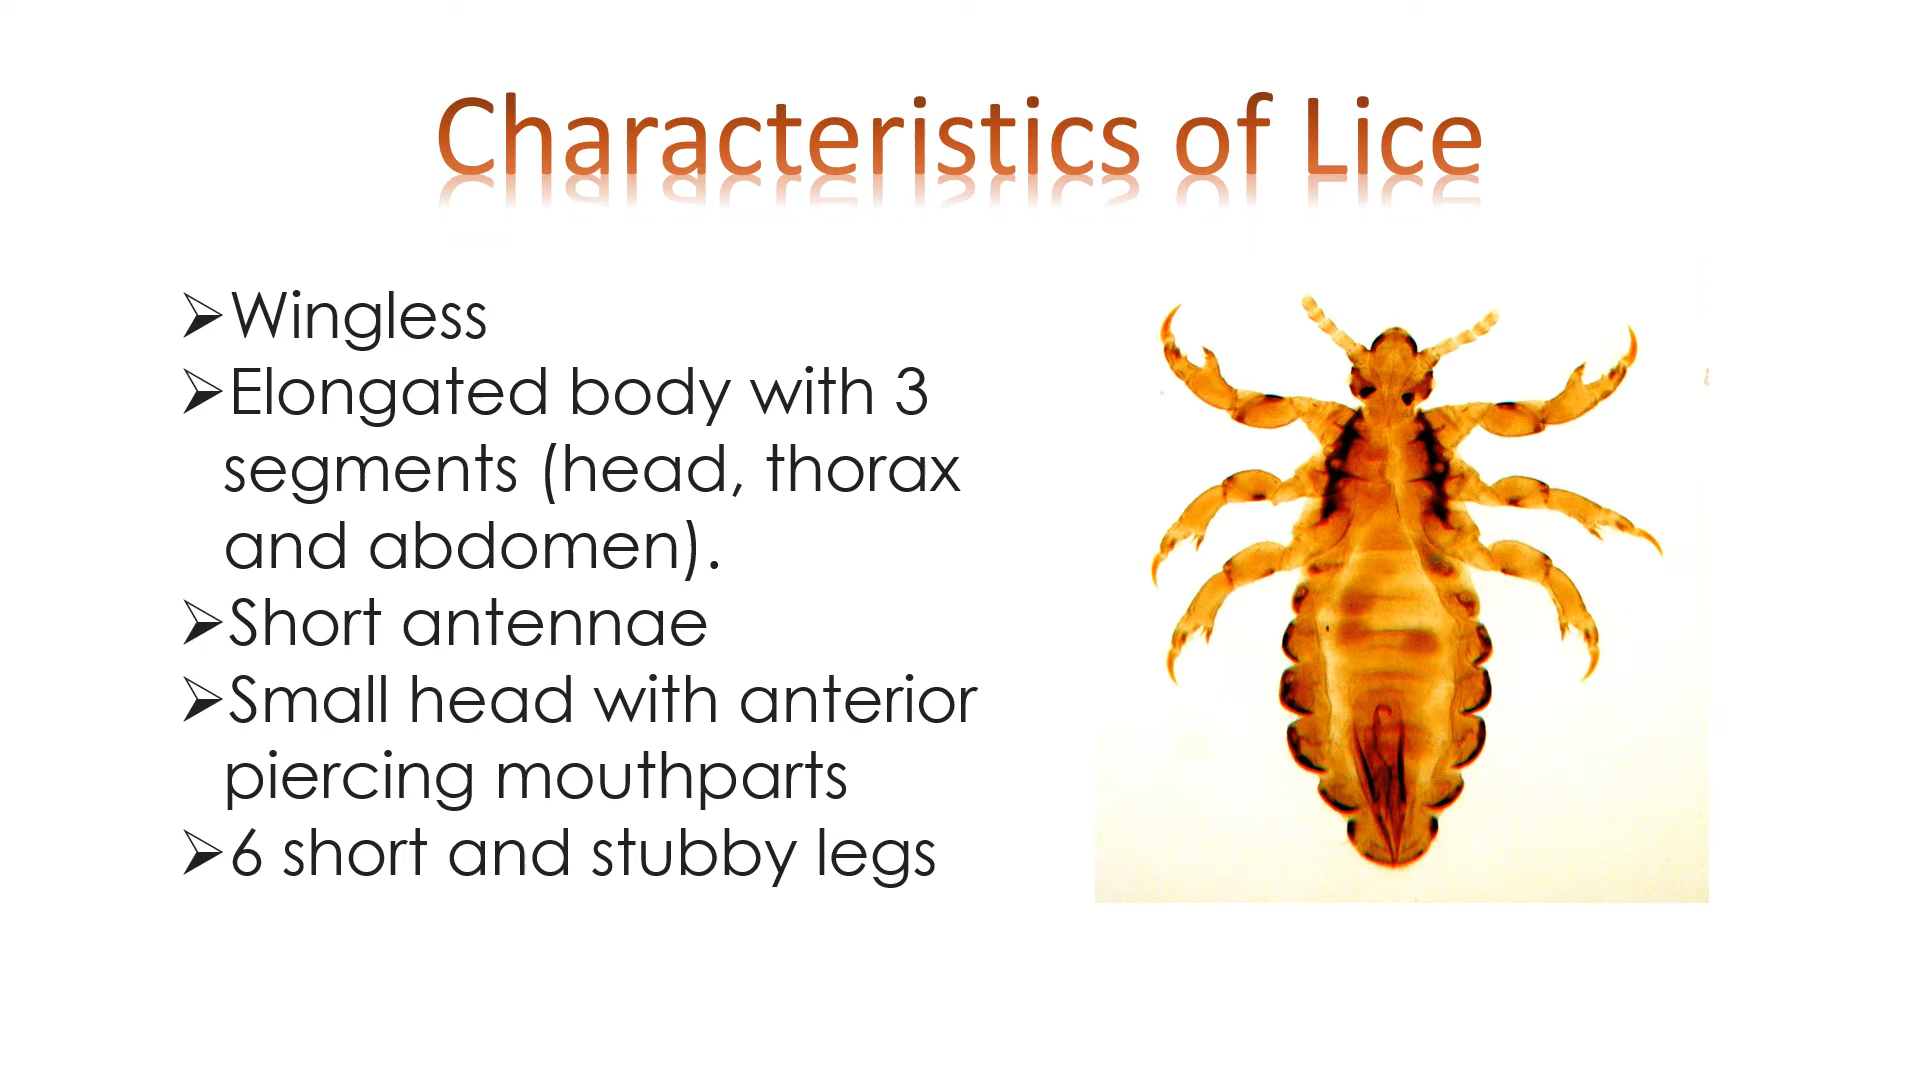 Characteristics of Lice
➢Wingless
➢Elongated body with 3
segments (head, thorax
and abdomen).
➢Short antennae
➢Small head with anterior
piercing mouthparts
➢6 short and stubby legs